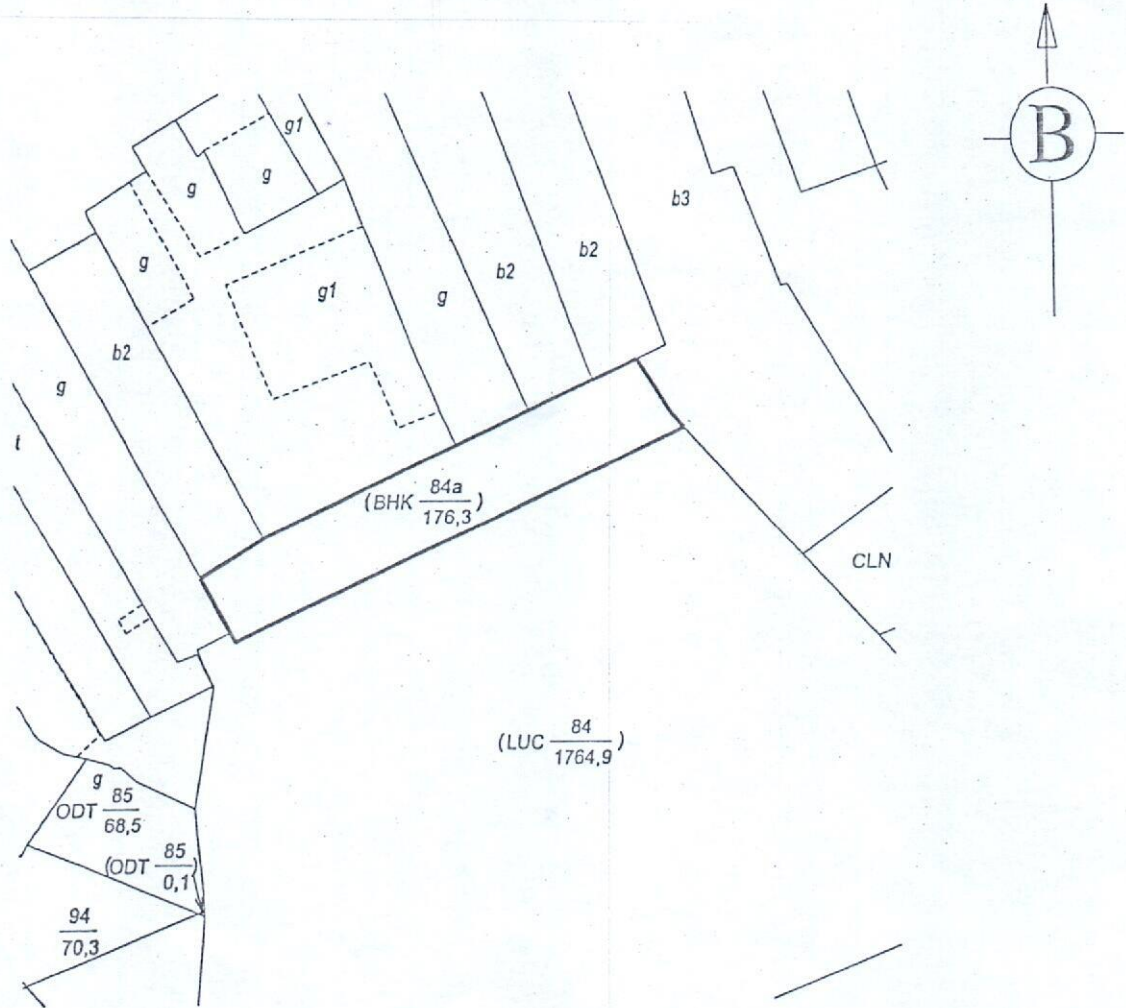 B
g1
g
g
b3
g
b2
b2
g1
g
b2
g
t
(BHK 84a
176,3)
CLN
(LUC 84
1764,9)
g
ODT 85
68,5
(ODT 85
0,1)
94
70,3